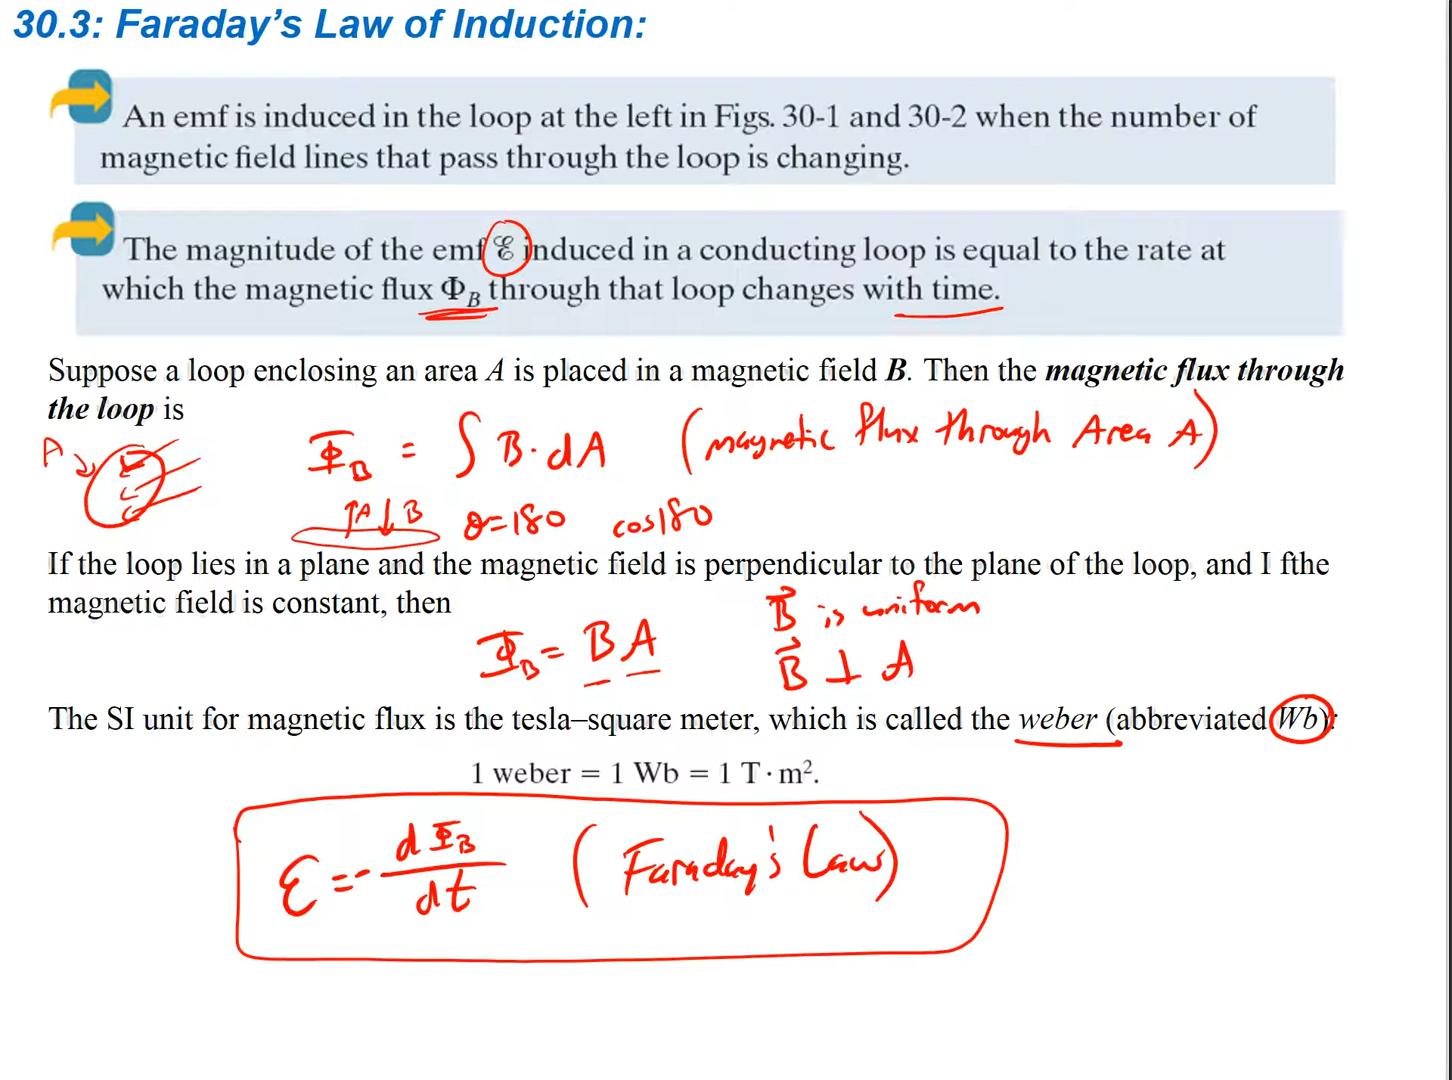 30.3: Faraday's Law of Induction:
An emf is induced in the loop at the left in Figs. 30-1 and 30-2 when the number of
magnetic field lines that pass through the loop is changing.
The magnitude of the emf ℰ induced in a conducting loop is equal to the rate at
which the magnetic flux Φ_B through that loop changes with time.
Suppose a loop enclosing an area A is placed in a magnetic field B. Then the magnetic flux through
the loop is
A
Φ_B = ∫ B · dA (magnetic flux through Area A)
↑A ↓B θ=180 cos180
If the loop lies in a plane and the magnetic field is perpendicular to the plane of the loop, and I fthe
magnetic field is constant, then
B⃗ is uniform
Φ_B = BA
B⃗ ⊥ A
The SI unit for magnetic flux is the tesla–square meter, which is called the weber (abbreviated Wb):
1 weber = 1 Wb = 1 T · m².
ℰ = - dΦ_B/dt (Faraday's Law)